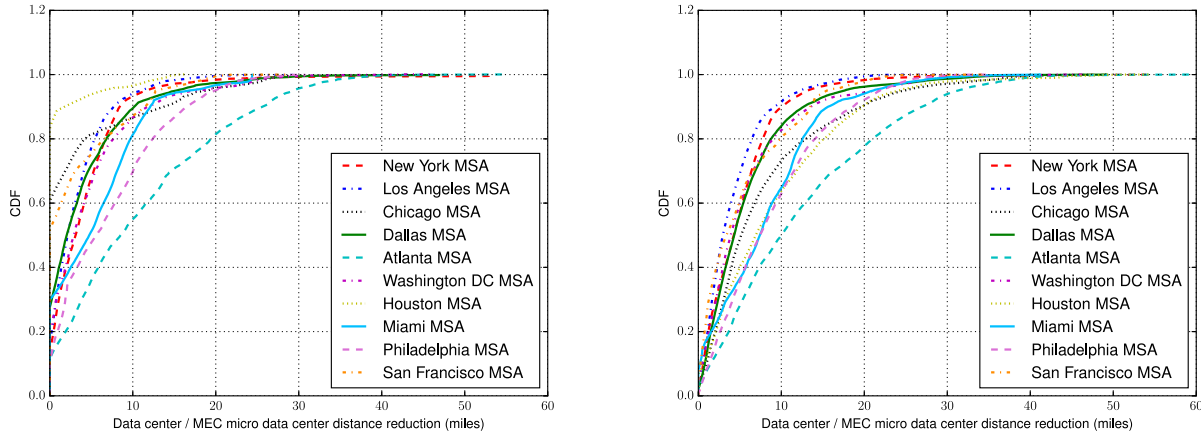 1.2
1.0
0.8
0.6
0.4
0.2
0.0
CDF
0 10 20 30 40 50 60
Data center / MEC micro data center distance reduction (miles)
New York MSA
Los Angeles MSA
Chicago MSA
Dallas MSA
Atlanta MSA
Washington DC MSA
Houston MSA
Miami MSA
Philadelphia MSA
San Francisco MSA
1.2
1.0
0.8
0.6
0.4
0.2
0.0
CDF
0 10 20 30 40 50 60
Data center / MEC micro data center distance reduction (miles)
New York MSA
Los Angeles MSA
Chicago MSA
Dallas MSA
Atlanta MSA
Washington DC MSA
Houston MSA
Miami MSA
Philadelphia MSA
San Francisco MSA